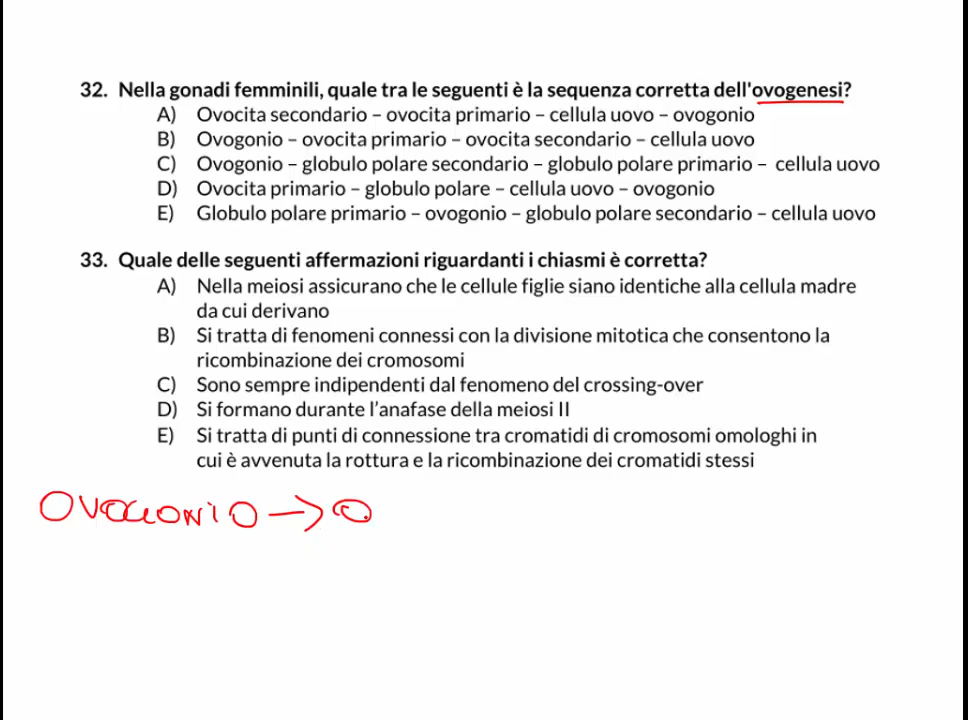 32. Nella gonadi femminili, quale tra le seguenti è la sequenza corretta dell'ovogenesi?
A) Ovocita secondario – ovocita primario – cellula uovo – ovogonio
B) Ovogonio – ovocita primario – ovocita secondario – cellula uovo
C) Ovogonio – globulo polare secondario – globulo polare primario – cellula uovo
D) Ovocita primario – globulo polare – cellula uovo – ovogonio
E) Globulo polare primario – ovogonio – globulo polare secondario – cellula uovo
33. Quale delle seguenti affermazioni riguardanti i chiasmi è corretta?
A) Nella meiosi assicurano che le cellule figlie siano identiche alla cellula madre
da cui derivano
B) Si tratta di fenomeni connessi con la divisione mitotica che consentono la
ricombinazione dei cromosomi
C) Sono sempre indipendenti dal fenomeno del crossing-over
D) Si formano durante l'anafase della meiosi II
E) Si tratta di punti di connessione tra cromatidi di cromosomi omologhi in
cui è avvenuta la rottura e la ricombinazione dei cromatidi stessi
OVOGONIO → O